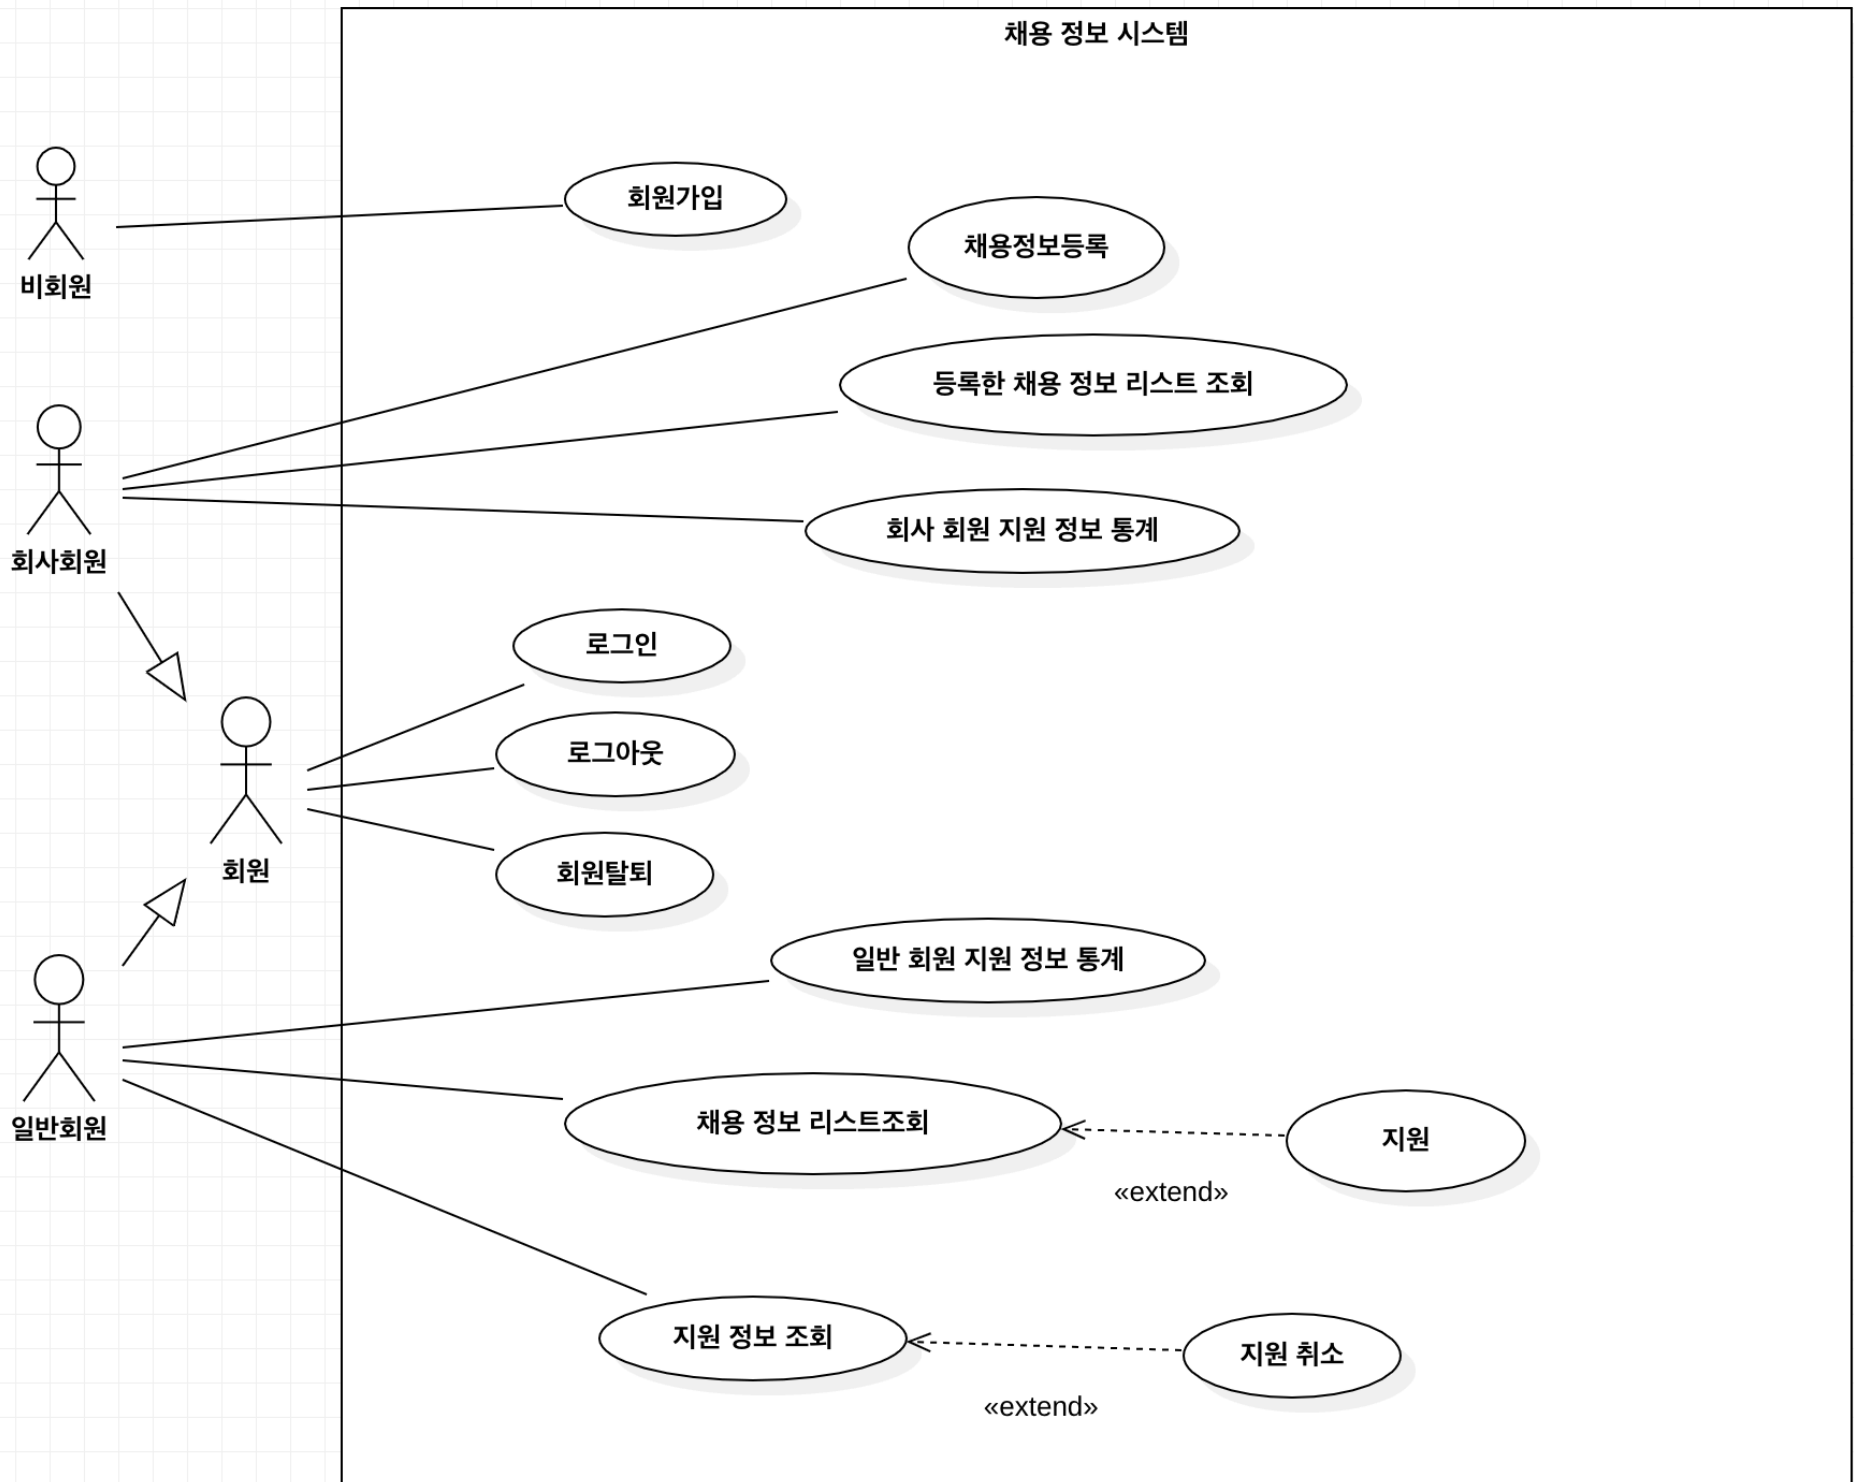 채용 정보 시스템
회원가입
채용정보등록
비회원
등록한 채용 정보 리스트 조회
회사 회원 지원 정보 통계
회사회원
로그인
로그아웃
회원
회원탈퇴
일반 회원 지원 정보 통계
일반회원
채용 정보 리스트조회
지원
«extend»
지원 정보 조회
지원 취소
«extend»